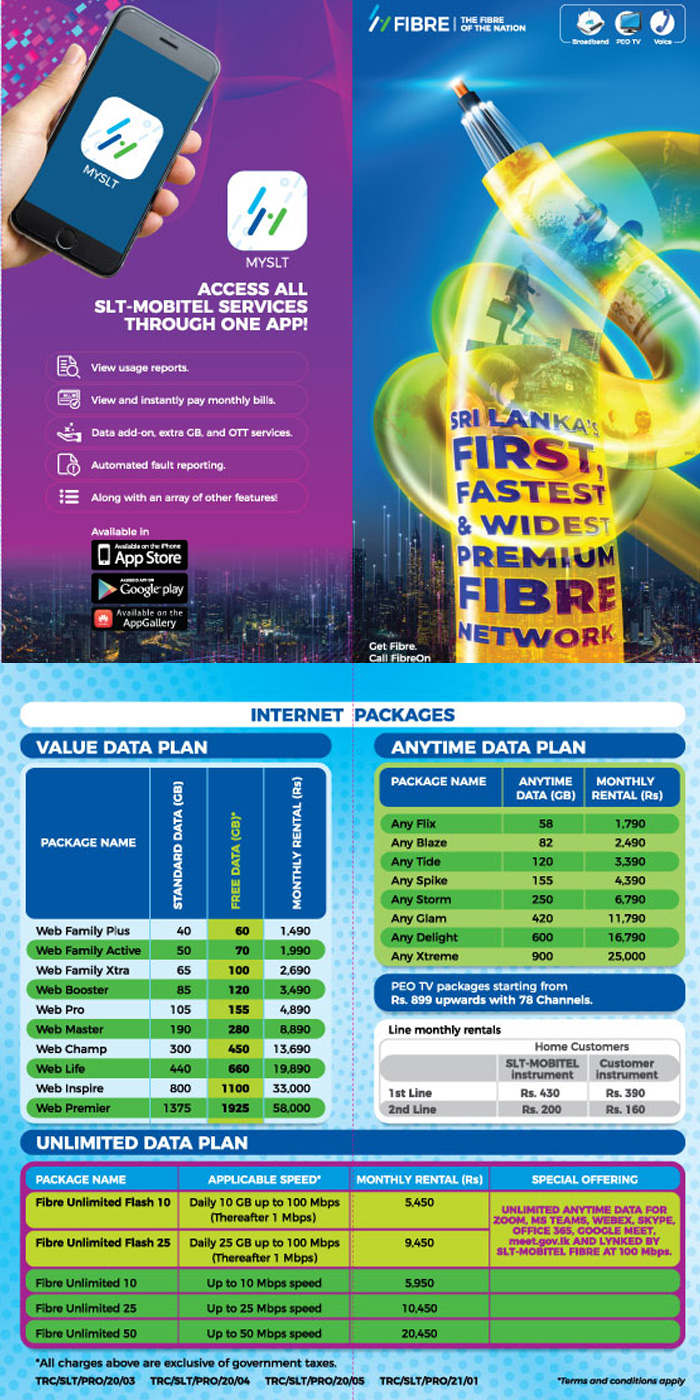 MYSLT
MYSLT
ACCESS ALL
SLT-MOBITEL SERVICES
THROUGH ONE APP!
View usage reports.
View and instantly pay monthly bills.
Data add-on, extra GB, and OTT services.
Automated fault reporting.
Along with an array of other features!
Available in
Available on the iPhone
App Store
ANDROID APP ON
Google play
Available on the
AppGallery
FIBRE | THE FIBRE
OF THE NATION
Broadband PEO TV Voice
SRI LANKA'S
FIRST,
FASTEST
& WIDEST
PREMIUM
FIBRE
NETWORK
Get Fibre.
Call FibreOn
INTERNET PACKAGES
VALUE DATA PLAN
PACKAGE NAME STANDARD DATA (GB) FREE DATA (GB)* MONTHLY RENTAL (Rs)
Web Family Plus 40 60 1,490
Web Family Active 50 70 1,990
Web Family Xtra 65 100 2,690
Web Booster 85 120 3,490
Web Pro 105 155 4,890
Web Master 190 280 8,890
Web Champ 300 450 13,690
Web Life 440 660 19,890
Web Inspire 800 1100 33,000
Web Premier 1375 1925 58,000
ANYTIME DATA PLAN
PACKAGE NAME ANYTIME MONTHLY
DATA (GB) RENTAL (Rs)
Any Flix 58 1,790
Any Blaze 82 2,490
Any Tide 120 3,390
Any Spike 155 4,390
Any Storm 250 6,790
Any Glam 420 11,790
Any Delight 600 16,790
Any Xtreme 900 25,000
PEO TV packages starting from
Rs. 899 upwards with 78 Channels.
Line monthly rentals
Home Customers
SLT-MOBITEL Customer
instrument instrument
1st Line Rs. 430 Rs. 390
2nd Line Rs. 200 Rs. 160
UNLIMITED DATA PLAN
PACKAGE NAME APPLICABLE SPEED* MONTHLY RENTAL (Rs) SPECIAL OFFERING
Fibre Unlimited Flash 10 Daily 10 GB up to 100 Mbps 5,450
(Thereafter 1 Mbps)
Fibre Unlimited Flash 25 Daily 25 GB up to 100 Mbps 9,450
(Thereafter 1 Mbps)
UNLIMITED ANYTIME DATA FOR
ZOOM, MS TEAMS, WEBEX, SKYPE,
OFFICE 365, GOOGLE MEET,
meet.gov.lk AND LYNKED BY
SLT-MOBITEL FIBRE AT 100 Mbps.
Fibre Unlimited 10 Up to 10 Mbps speed 5,950
Fibre Unlimited 25 Up to 25 Mbps speed 10,450
Fibre Unlimited 50 Up to 50 Mbps speed 20,450
*All charges above are exclusive of government taxes.
TRC/SLT/PRO/20/03 TRC/SLT/PRO/20/04 TRC/SLT/PRO/20/05 TRC/SLT/PRO/21/01 *Terms and conditions apply